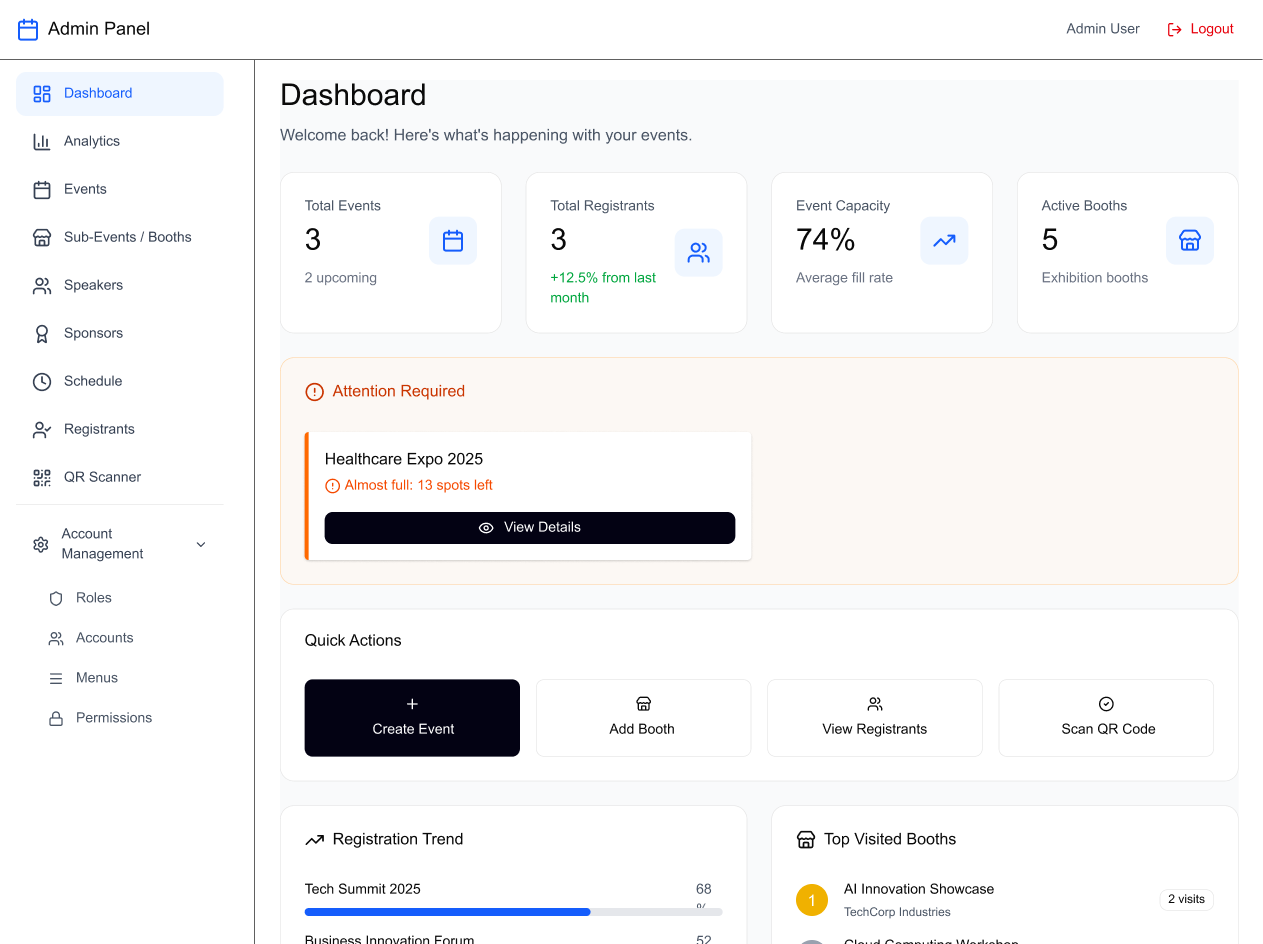 Admin Panel
Admin User
Logout
Dashboard
Analytics
Events
Sub-Events / Booths
Speakers
Sponsors
Schedule
Registrants
QR Scanner
Account
Management
Roles
Accounts
Menus
Permissions
Dashboard
Welcome back! Here's what's happening with your events.
Total Events
3
2 upcoming
Total Registrants
3
+12.5% from last
month
Event Capacity
74%
Average fill rate
Active Booths
5
Exhibition booths
Attention Required
Healthcare Expo 2025
Almost full: 13 spots left
View Details
Quick Actions
Create Event
Add Booth
View Registrants
Scan QR Code
Registration Trend
Tech Summit 2025
68
%
Business Innovation Forum
52
Top Visited Booths
1
AI Innovation Showcase
TechCorp Industries
2 visits
Cloud Computing Workshop